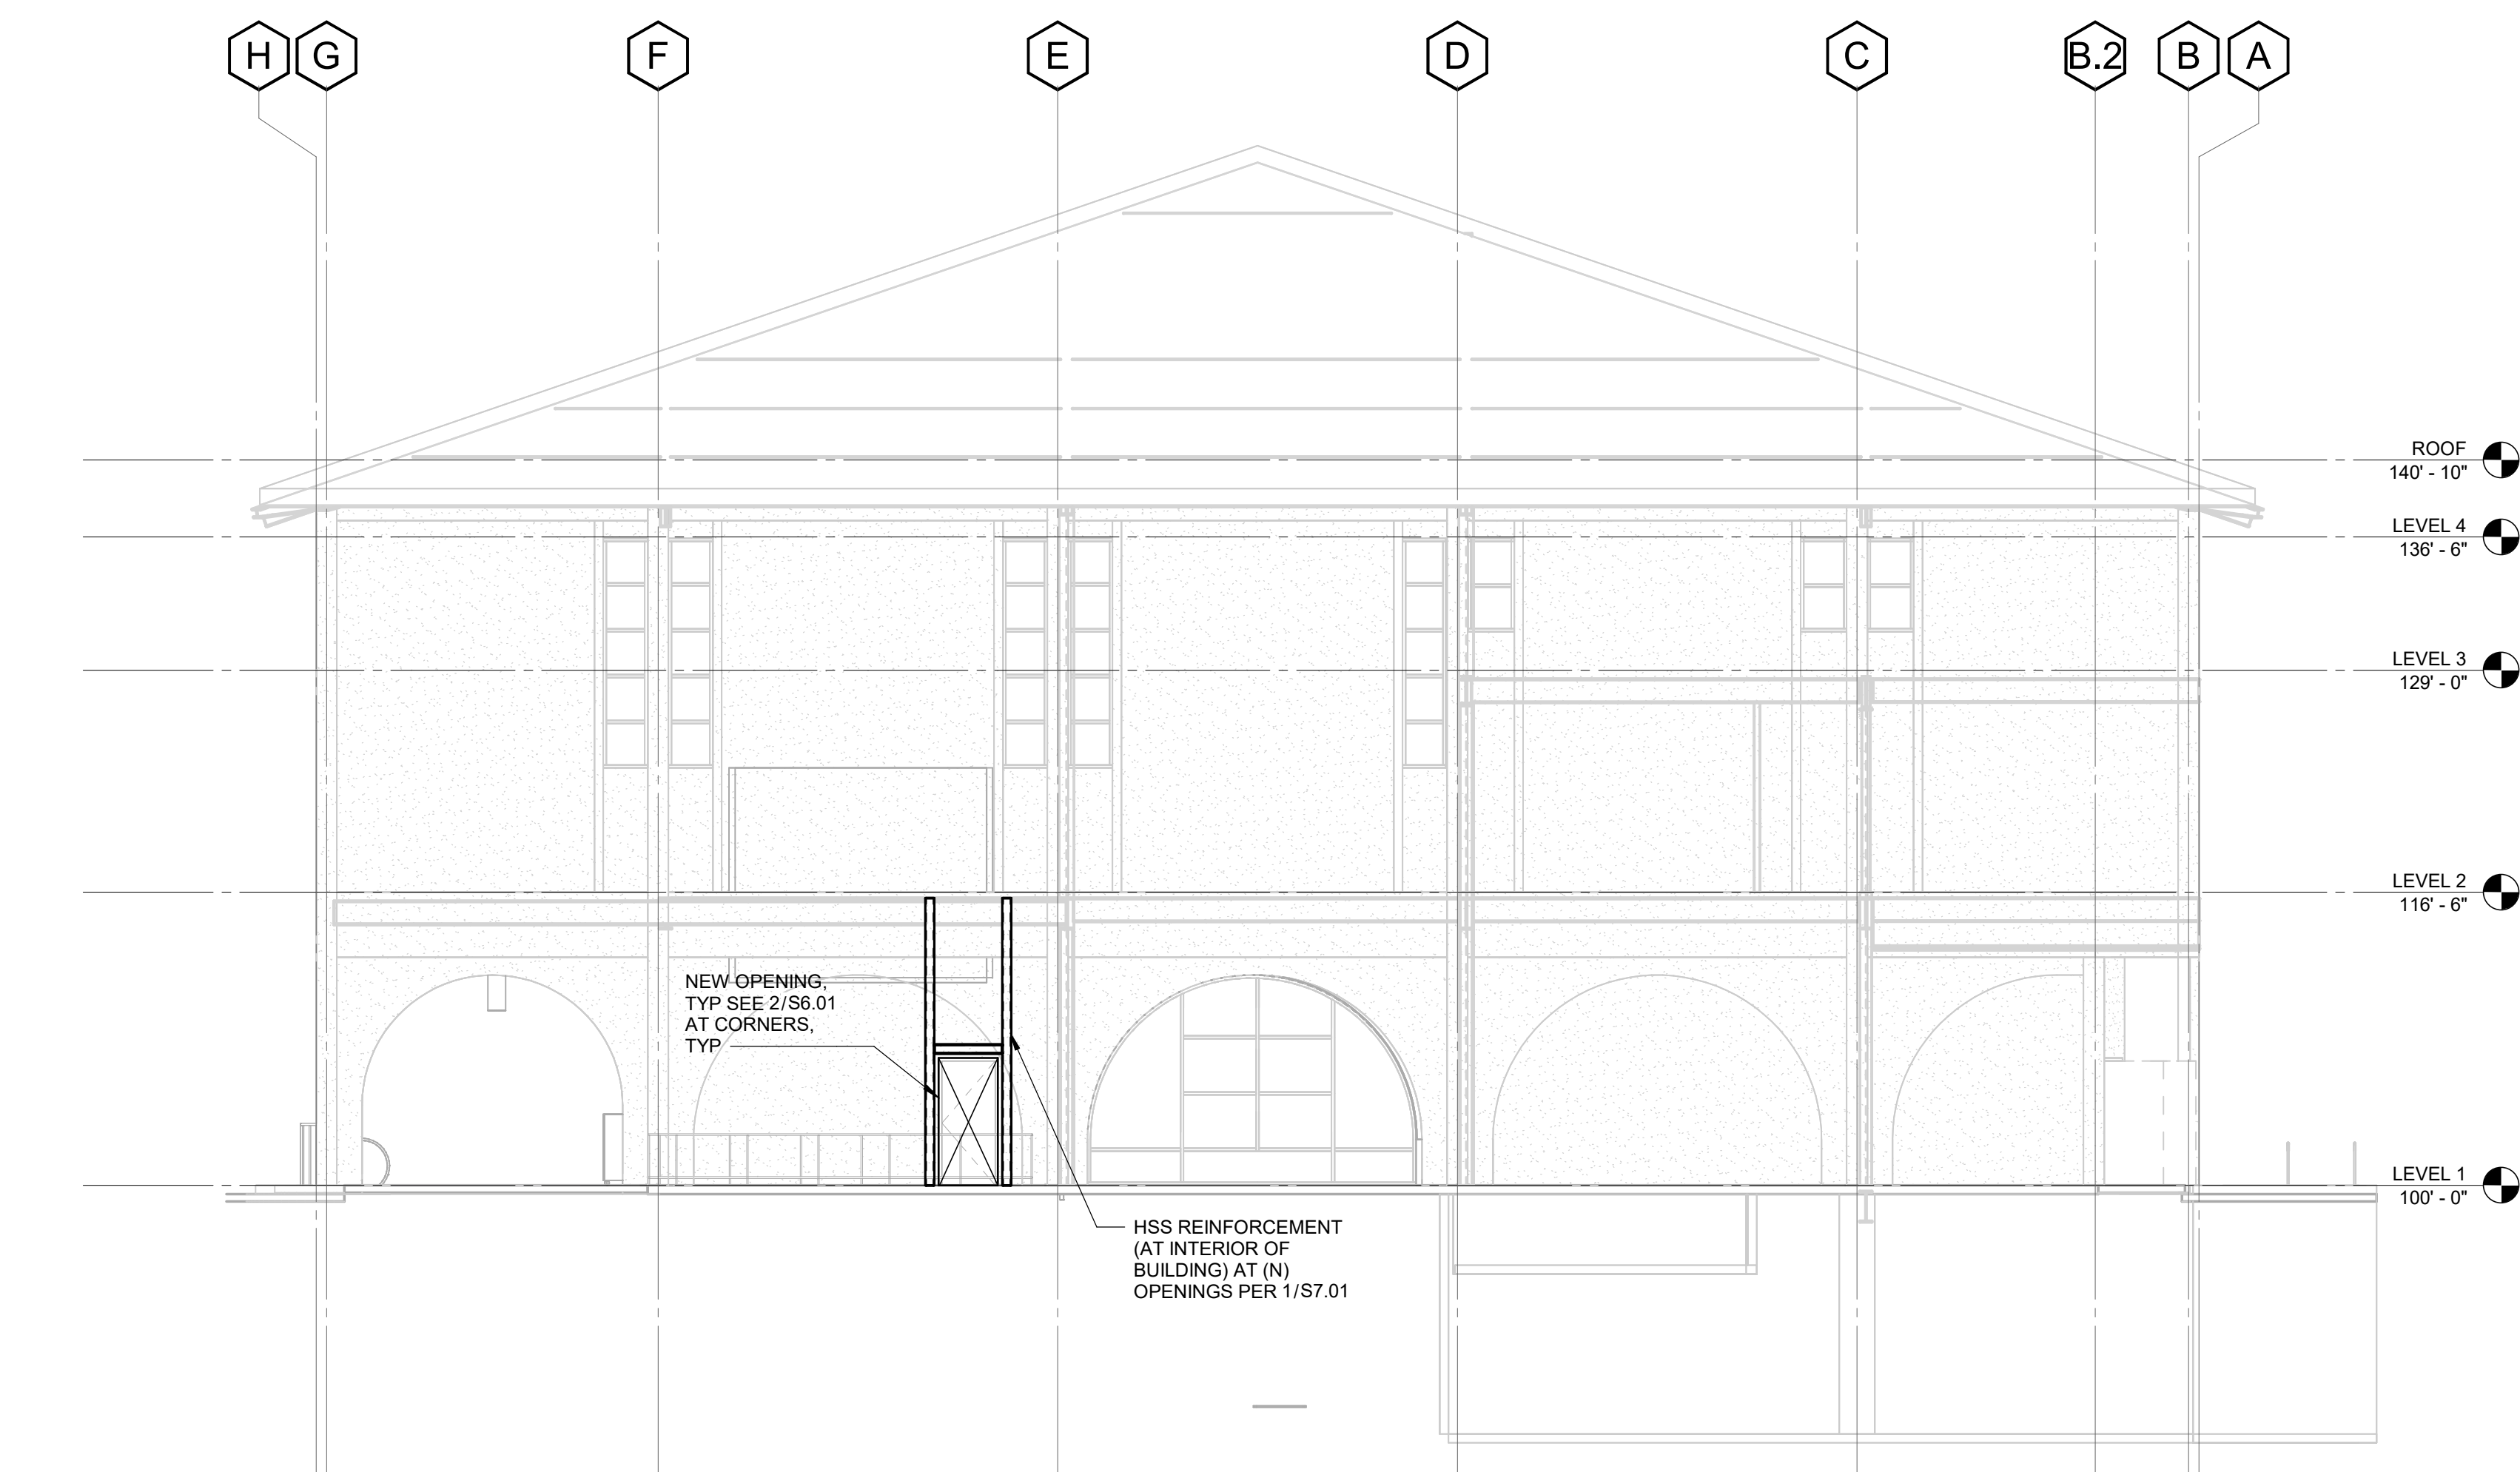 H
G
F
E
D
C
B.2
B
A
ROOF
140' - 10"
LEVEL 4
136' - 6"
LEVEL 3
129' - 0"
LEVEL 2
116' - 6"
NEW OPENING,
TYP SEE 2/S6.01
AT CORNERS,
TYP
LEVEL 1
100' - 0"
HSS REINFORCEMENT
(AT INTERIOR OF
BUILDING) AT (N)
OPENINGS PER 1/S7.01